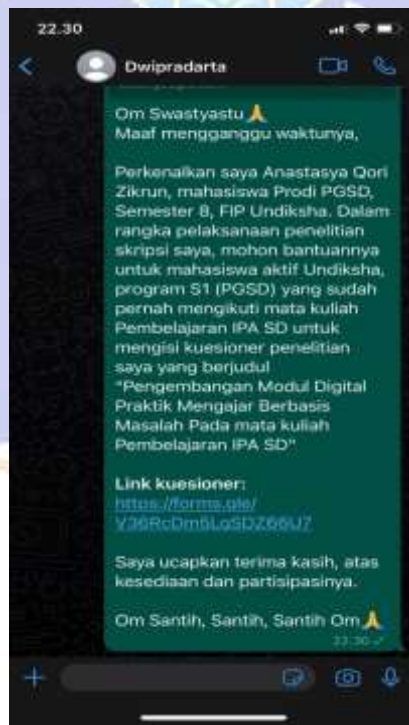 22.30
Dwipradarta
Om Swastyastu🙏
Maaf mengganggu waktunya,
Perkenalkan saya Anastasya Qori
Zikrun, mahasiswa Prodi PGSD,
Semester 8, FIP Undiksha. Dalam
rangka pelaksanaan penelitian
skripsi saya, mohon bantuannya
untuk mahasiswa aktif Undiksha,
program S1 (PGSD) yang sudah
pernah mengikuti mata kuliah
Pembelajaran IPA SD untuk
mengisi kuesioner penelitian
saya yang berjudul
"Pengembangan Modul Digital
Praktik Mengajar Berbasis
Masalah Pada mata kuliah
Pembelajaran IPA SD"
Link kuesioner:
https://forms.gle/
Saya ucapkan terima kasih, atas
kesediaan dan partisipasinya.
Om Santih, Santih, Santih Om🙏
22.30